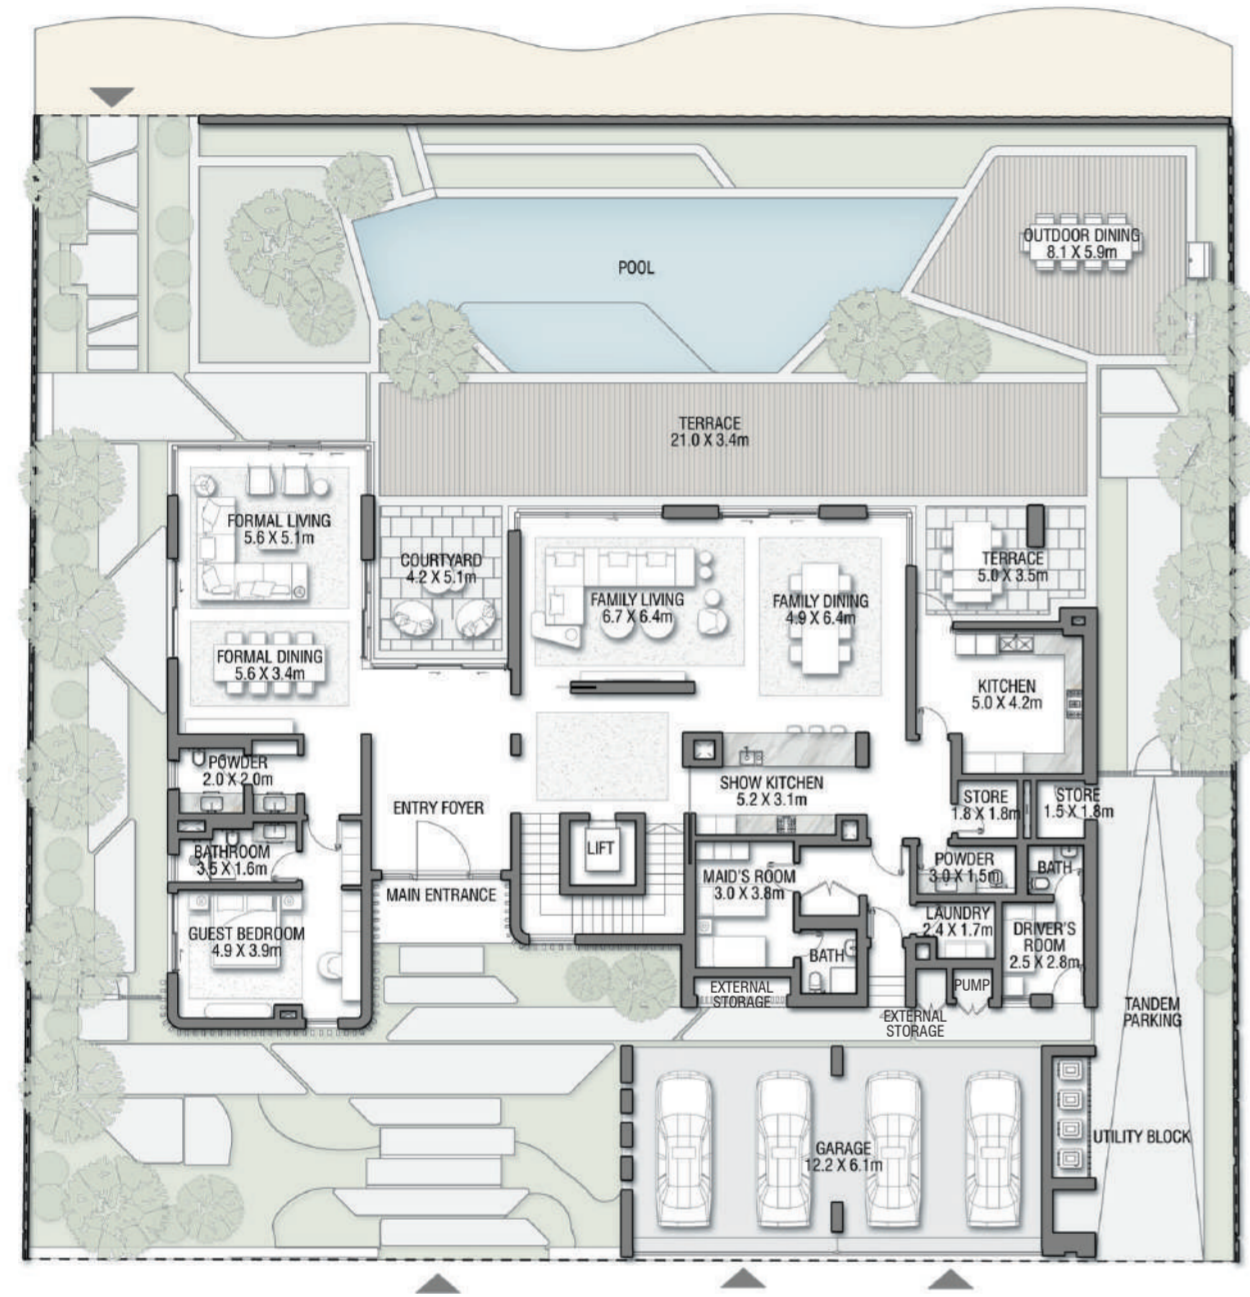 OUTDOOR DINING
8.1 X 5.9m
POOL
TERRACE
21.0 X 3.4m
FORMAL LIVING
5.6 X 5.1m
COURTYARD
4.2 X 5.1m
FAMILY LIVING
6.7 X 6.4m
FAMILY DINING
4.9 X 6.4m
TERRACE
5.0 X 3.5m
FORMAL DINING
5.6 X 3.4m
KITCHEN
5.0 X 4.2m
POWDER
2.0 X 2.0m
ENTRY FOYER
SHOW KITCHEN
5.2 X 3.1m
STORE
1.8 X 1.8m
STORE
1.5 X 1.8m
LIFT
BATHROOM
3.5 X 1.6m
MAIN ENTRANCE
MAID'S ROOM
3.0 X 3.8m
POWDER
3.0 X 1.5m
BATH
GUEST BEDROOM
4.9 X 3.9m
LAUNDRY
2.4 X 1.7m
DRIVER'S
ROOM
2.5 X 2.8m
BATH
EXTERNAL
STORAGE
PUMP
EXTERNAL
STORAGE
TANDEM
PARKING
GARAGE
12.2 X 6.1m
UTILITY BLOCK